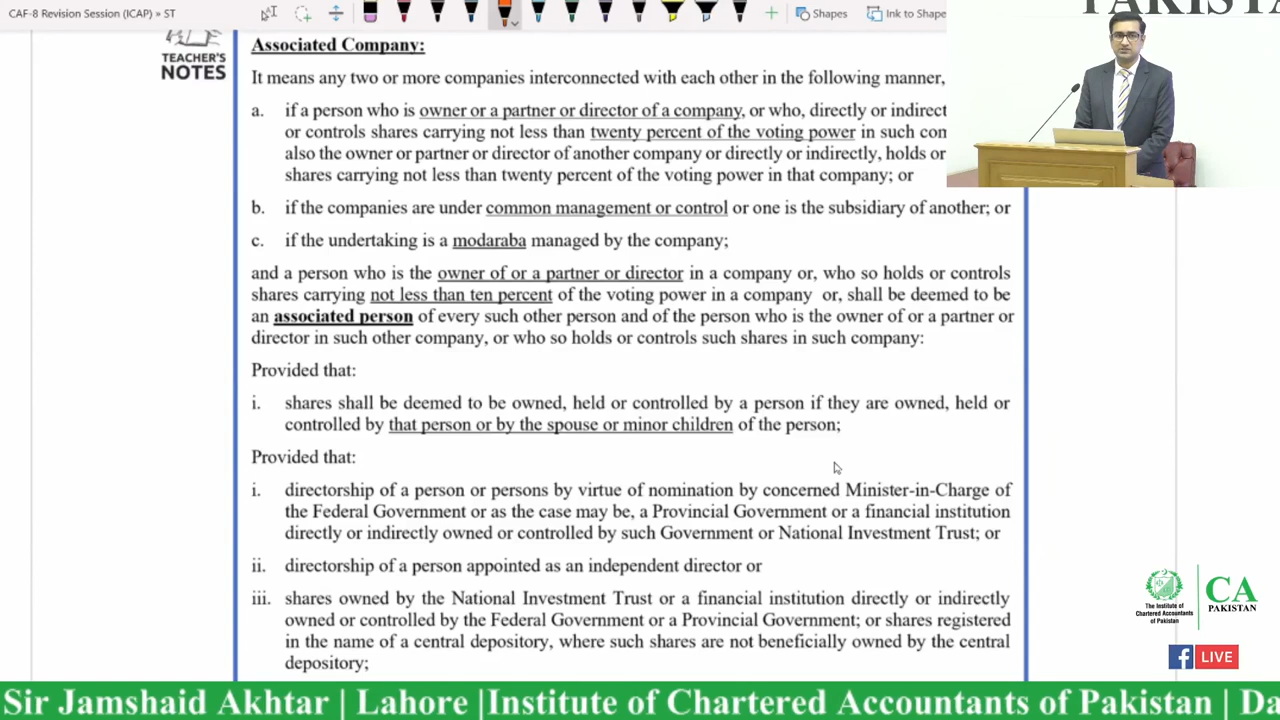 CAF-8 Revision Session (ICAP) » ST
Shapes
Ink to Shape
PAKISTAN
TEACHER'S
NOTES
Associated Company:
It means any two or more companies interconnected with each other in the following manner,
a. if a person who is owner or a partner or director of a company, or who, directly or indirect
or controls shares carrying not less than twenty percent of the voting power in such con
also the owner or partner or director of another company or directly or indirectly, holds or
shares carrying not less than twenty percent of the voting power in that company; or
b. if the companies are under common management or control or one is the subsidiary of another; or
c. if the undertaking is a modaraba managed by the company;
and a person who is the owner of or a partner or director in a company or, who so holds or controls
shares carrying not less than ten percent of the voting power in a company or, shall be deemed to be
an associated person of every such other person and of the person who is the owner of or a partner or
director in such other company, or who so holds or controls such shares in such company:
Provided that:
i. shares shall be deemed to be owned, held or controlled by a person if they are owned, held or
controlled by that person or by the spouse or minor children of the person;
Provided that:
i. directorship of a person or persons by virtue of nomination by concerned Minister-in-Charge of
the Federal Government or as the case may be, a Provincial Government or a financial institution
directly or indirectly owned or controlled by such Government or National Investment Trust; or
ii. directorship of a person appointed as an independent director or
iii. shares owned by the National Investment Trust or a financial institution directly or indirectly
owned or controlled by the Federal Government or a Provincial Government; or shares registered
in the name of a central depository, where such shares are not beneficially owned by the central
depository;
The Institute of
Chartered Accountants
of Pakistan
CA
PAKISTAN
f LIVE
Sir Jamshaid Akhtar | Lahore |Institute of Chartered Accountants of Pakistan | Da